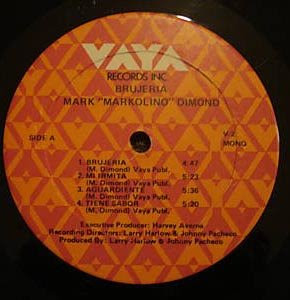 VAYA
RECORDS INC
BRUJERIA
MARK "MARKOLINO" DIMOND
SIDE A
V-2
MONO
1. BRUJERIA 4:47
(M. Dimond) Vaya Publ.
2. MI IRMITA 5:23
(M. Dimond) Vaya Publ.
3. AGUARDIENTE 5:36
(M. Dimond) Vaya Publ.
4. TIENE SABOR 5:20
(M. Dimond) Vaya Publ.
Executive Producer: Harvey Averne
Recording Directors: Larry Harlow & Johnny Pacheco
Produced By: Larry Harlow & Johnny Pacheco